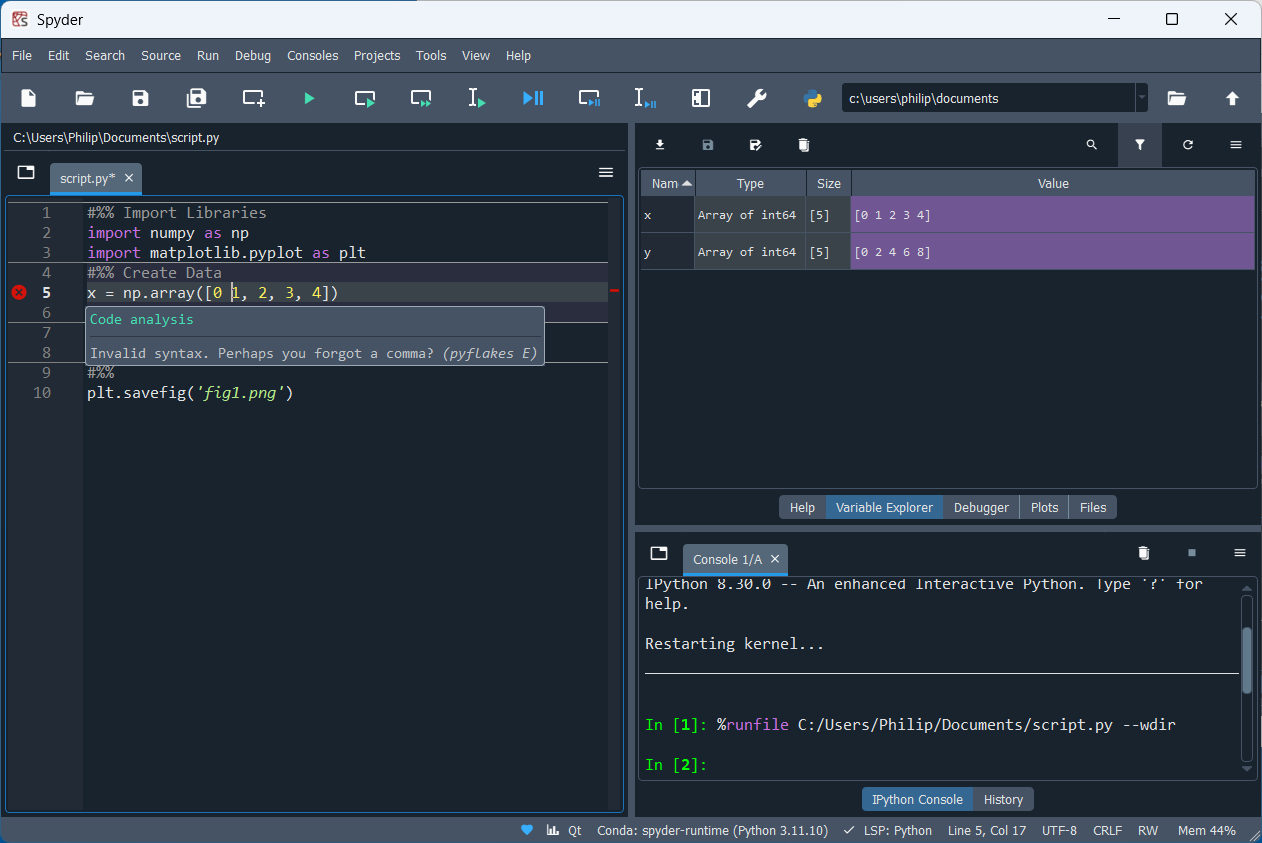 Spyder
File Edit Search Source Run Debug Consoles Projects Tools View Help
c:\users\philip\documents
C:\Users\Philip\Documents\script.py
script.py*
1 #%% Import Libraries
2 import numpy as np
3 import matplotlib.pyplot as plt
4 #%% Create Data
5 x = np.array([0 1, 2, 3, 4])
6
Code analysis
7
8
Invalid syntax. Perhaps you forgot a comma? (pyflakes E)
9 #%%
10 plt.savefig('fig1.png')
Nam Type Size Value
x Array of int64 [5] [0 1 2 3 4]
y Array of int64 [5] [0 2 4 6 8]
Help Variable Explorer Debugger Plots Files
Console 1/A
IPython 8.30.0 -- An enhanced Interactive Python. Type '?' for
help.
Restarting kernel...
In [1]: %runfile C:/Users/Philip/Documents/script.py --wdir
In [2]:
IPython Console History
Qt Conda: spyder-runtime (Python 3.11.10) LSP: Python Line 5, Col 17 UTF-8 CRLF RW Mem 44%